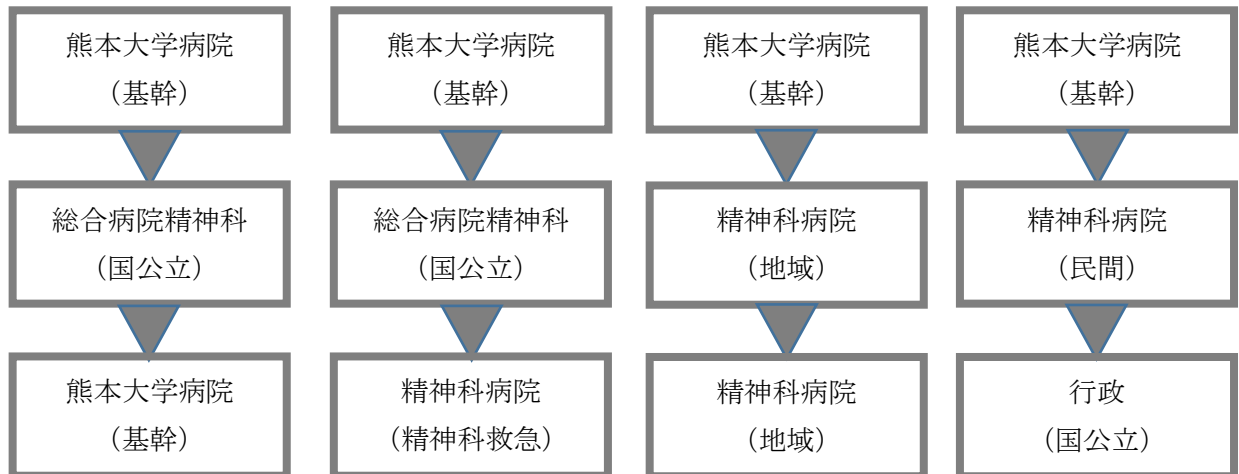 熊本大学病院
（基幹）
熊本大学病院
（基幹）
熊本大学病院
（基幹）
熊本大学病院
（基幹）
総合病院精神科
（国公立）
総合病院精神科
（国公立）
精神科病院
（地域）
精神科病院
（民間）
熊本大学病院
（基幹）
精神科病院
（精神科救急）
精神科病院
（地域）
行政
（国公立）